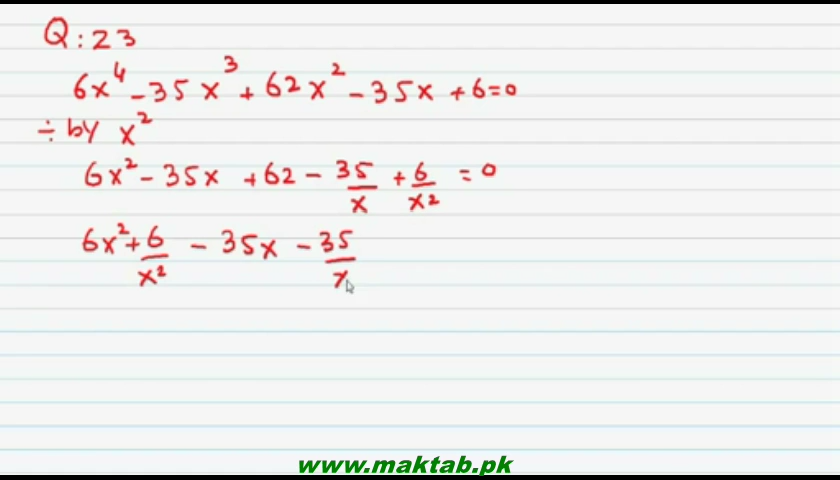 Q : 23
6x⁴ - 35x³ + 62x² - 35x + 6 = 0
÷ by x²
6x² - 35x + 62 - 35/x + 6/x² = 0
6x² + 6/x² - 35x - 35/x
www.maktab.pk